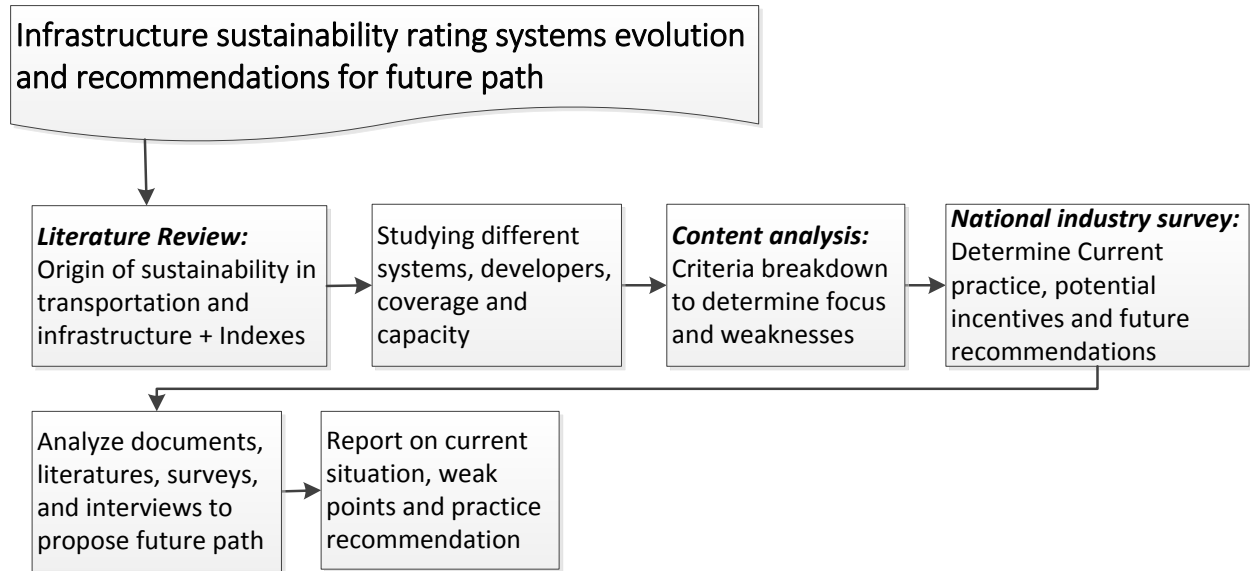 Infrastructure sustainability rating systems evolution
and recommendations for future path
Literature Review:
Origin of sustainability in
transportation and
infrastructure + Indexes
Studying different
systems, developers,
coverage and
capacity
Content analysis:
Criteria breakdown
to determine focus
and weaknesses
National industry survey:
Determine Current
practice, potential
incentives and future
recommendations
Analyze documents,
literatures, surveys,
and interviews to
propose future path
Report on current
situation, weak
points and practice
recommendation